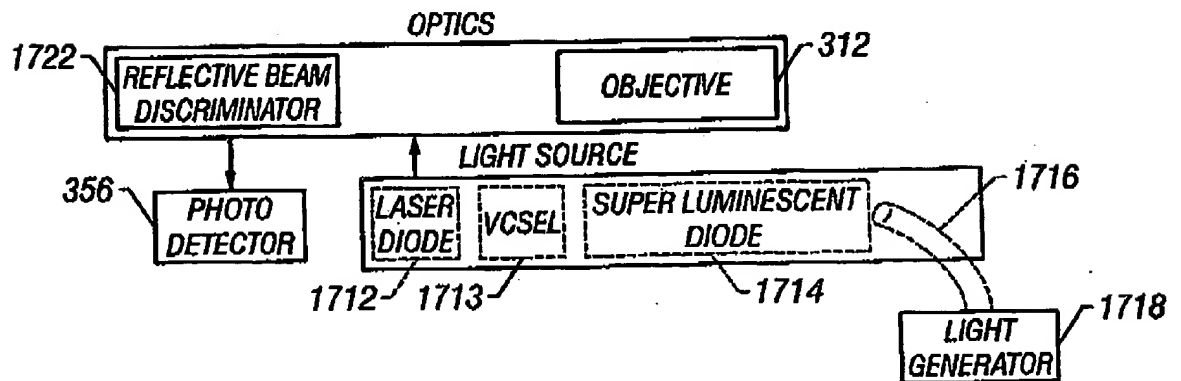 OPTICS
1722
REFLECTIVE BEAM
DISCRIMINATOR
OBJECTIVE
312
LIGHT SOURCE
356
PHOTO
DETECTOR
LASER
DIODE
VCSEL
SUPER LUMINESCENT
DIODE
1716
1712
1713
1714
LIGHT
GENERATOR
1718